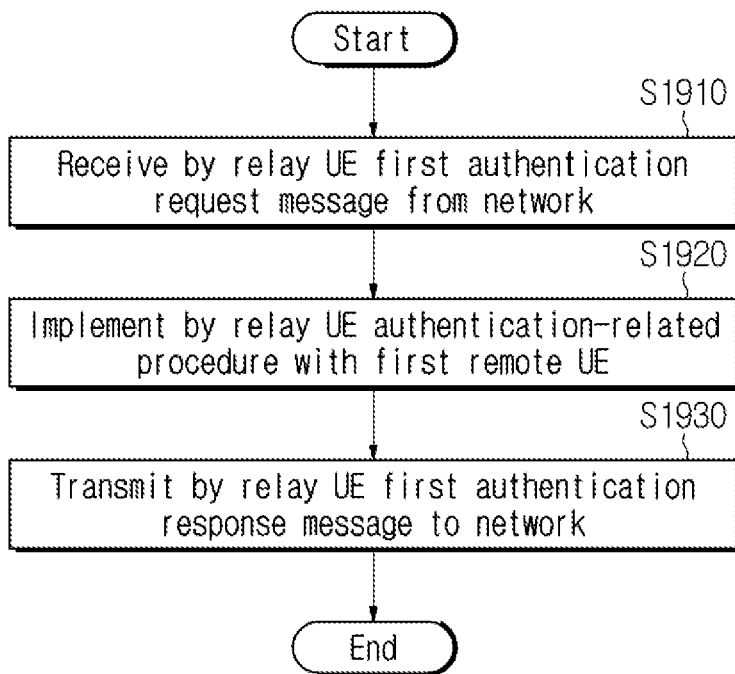 Start
S1910
Receive by relay UE first authentication
request message from network
S1920
Implement by relay UE authentication-related
procedure with first remote UE
S1930
Transmit by relay UE first authentication
response message to network
End